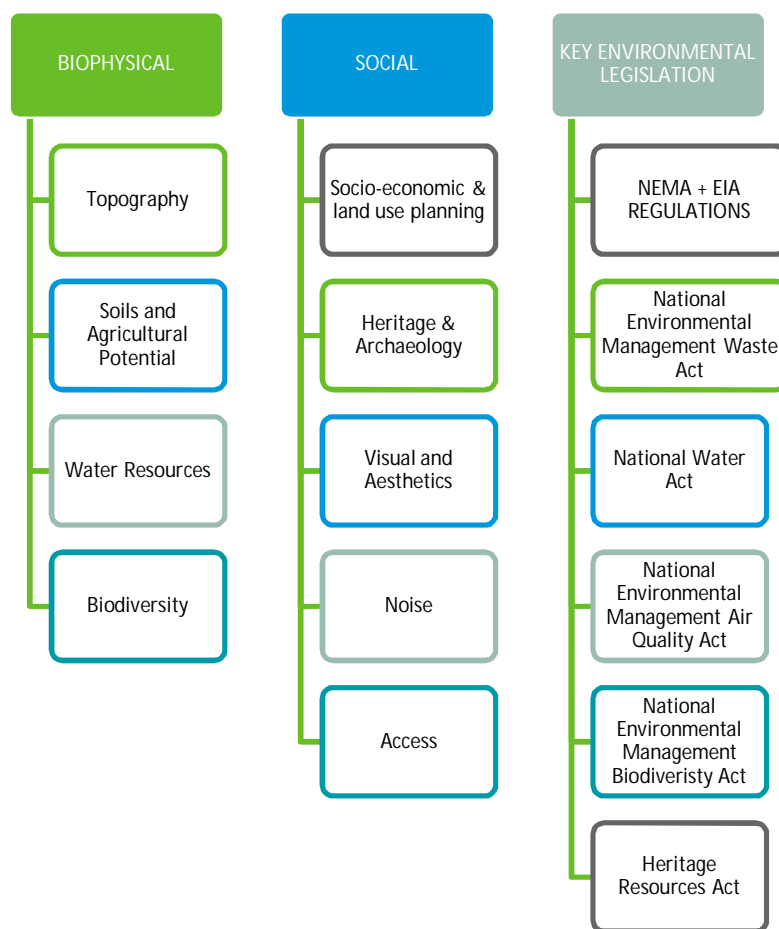 BIOPHYSICAL
Topography
Soils and
Agricultural
Potential
Water Resources
Biodiversity
SOCIAL
Socio-economic &
land use planning
Heritage &
Archaeology
Visual and
Aesthetics
Noise
Access
KEY ENVIRONMENTAL
LEGISLATION
NEMA + EIA
REGULATIONS
National
Environmental
Management Waste
Act
National Water
Act
National
Environmental
Management Air
Quality Act
National
Environmental
Management
Biodiveristy Act
Heritage
Resources Act